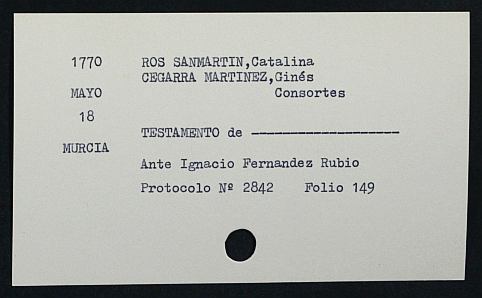 1770 ROS SANMARTIN,Catalina
CEGARRA MARTINEZ,Ginés
MAYO Consortes
18
TESTAMENTO de -------------------
MURCIA
Ante Ignacio Fernandez Rubio
Protocolo Nº 2842 Folio 149